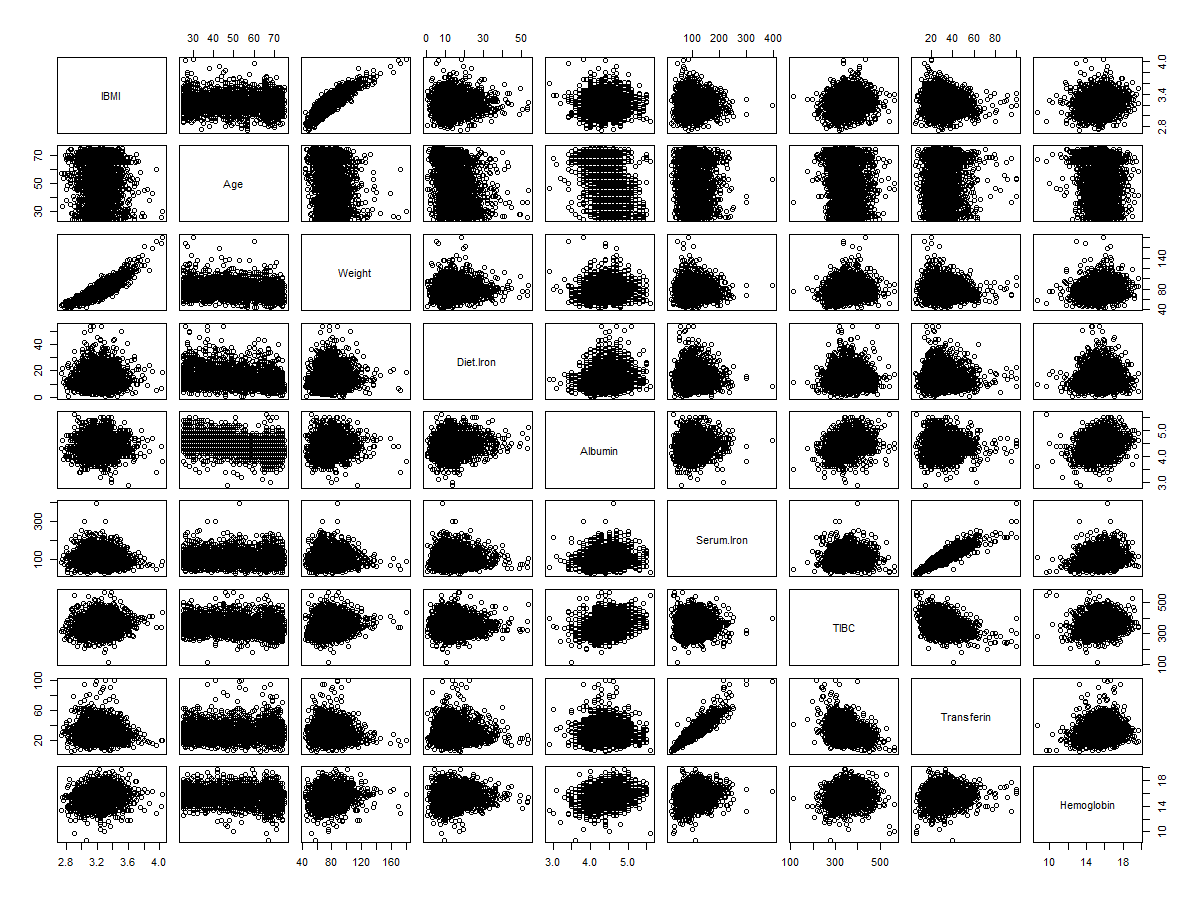 30 40 50 60 70 0 10 30 50 100 200 300 400 20 40 60 80
IBMI 2.8 3.4 4.0
30 50 70 Age
Weight 40 80 140
0 20 40 Diet.Iron
Albumin 3.0 4.0 5.0
100 300 Serum.Iron
TIBC 100 300 500
20 60 100 Transferin
Hemoglobin 10 14 18
2.8 3.2 3.6 4.0 40 80 120 160 3.0 4.0 5.0 100 300 500 10 14 18